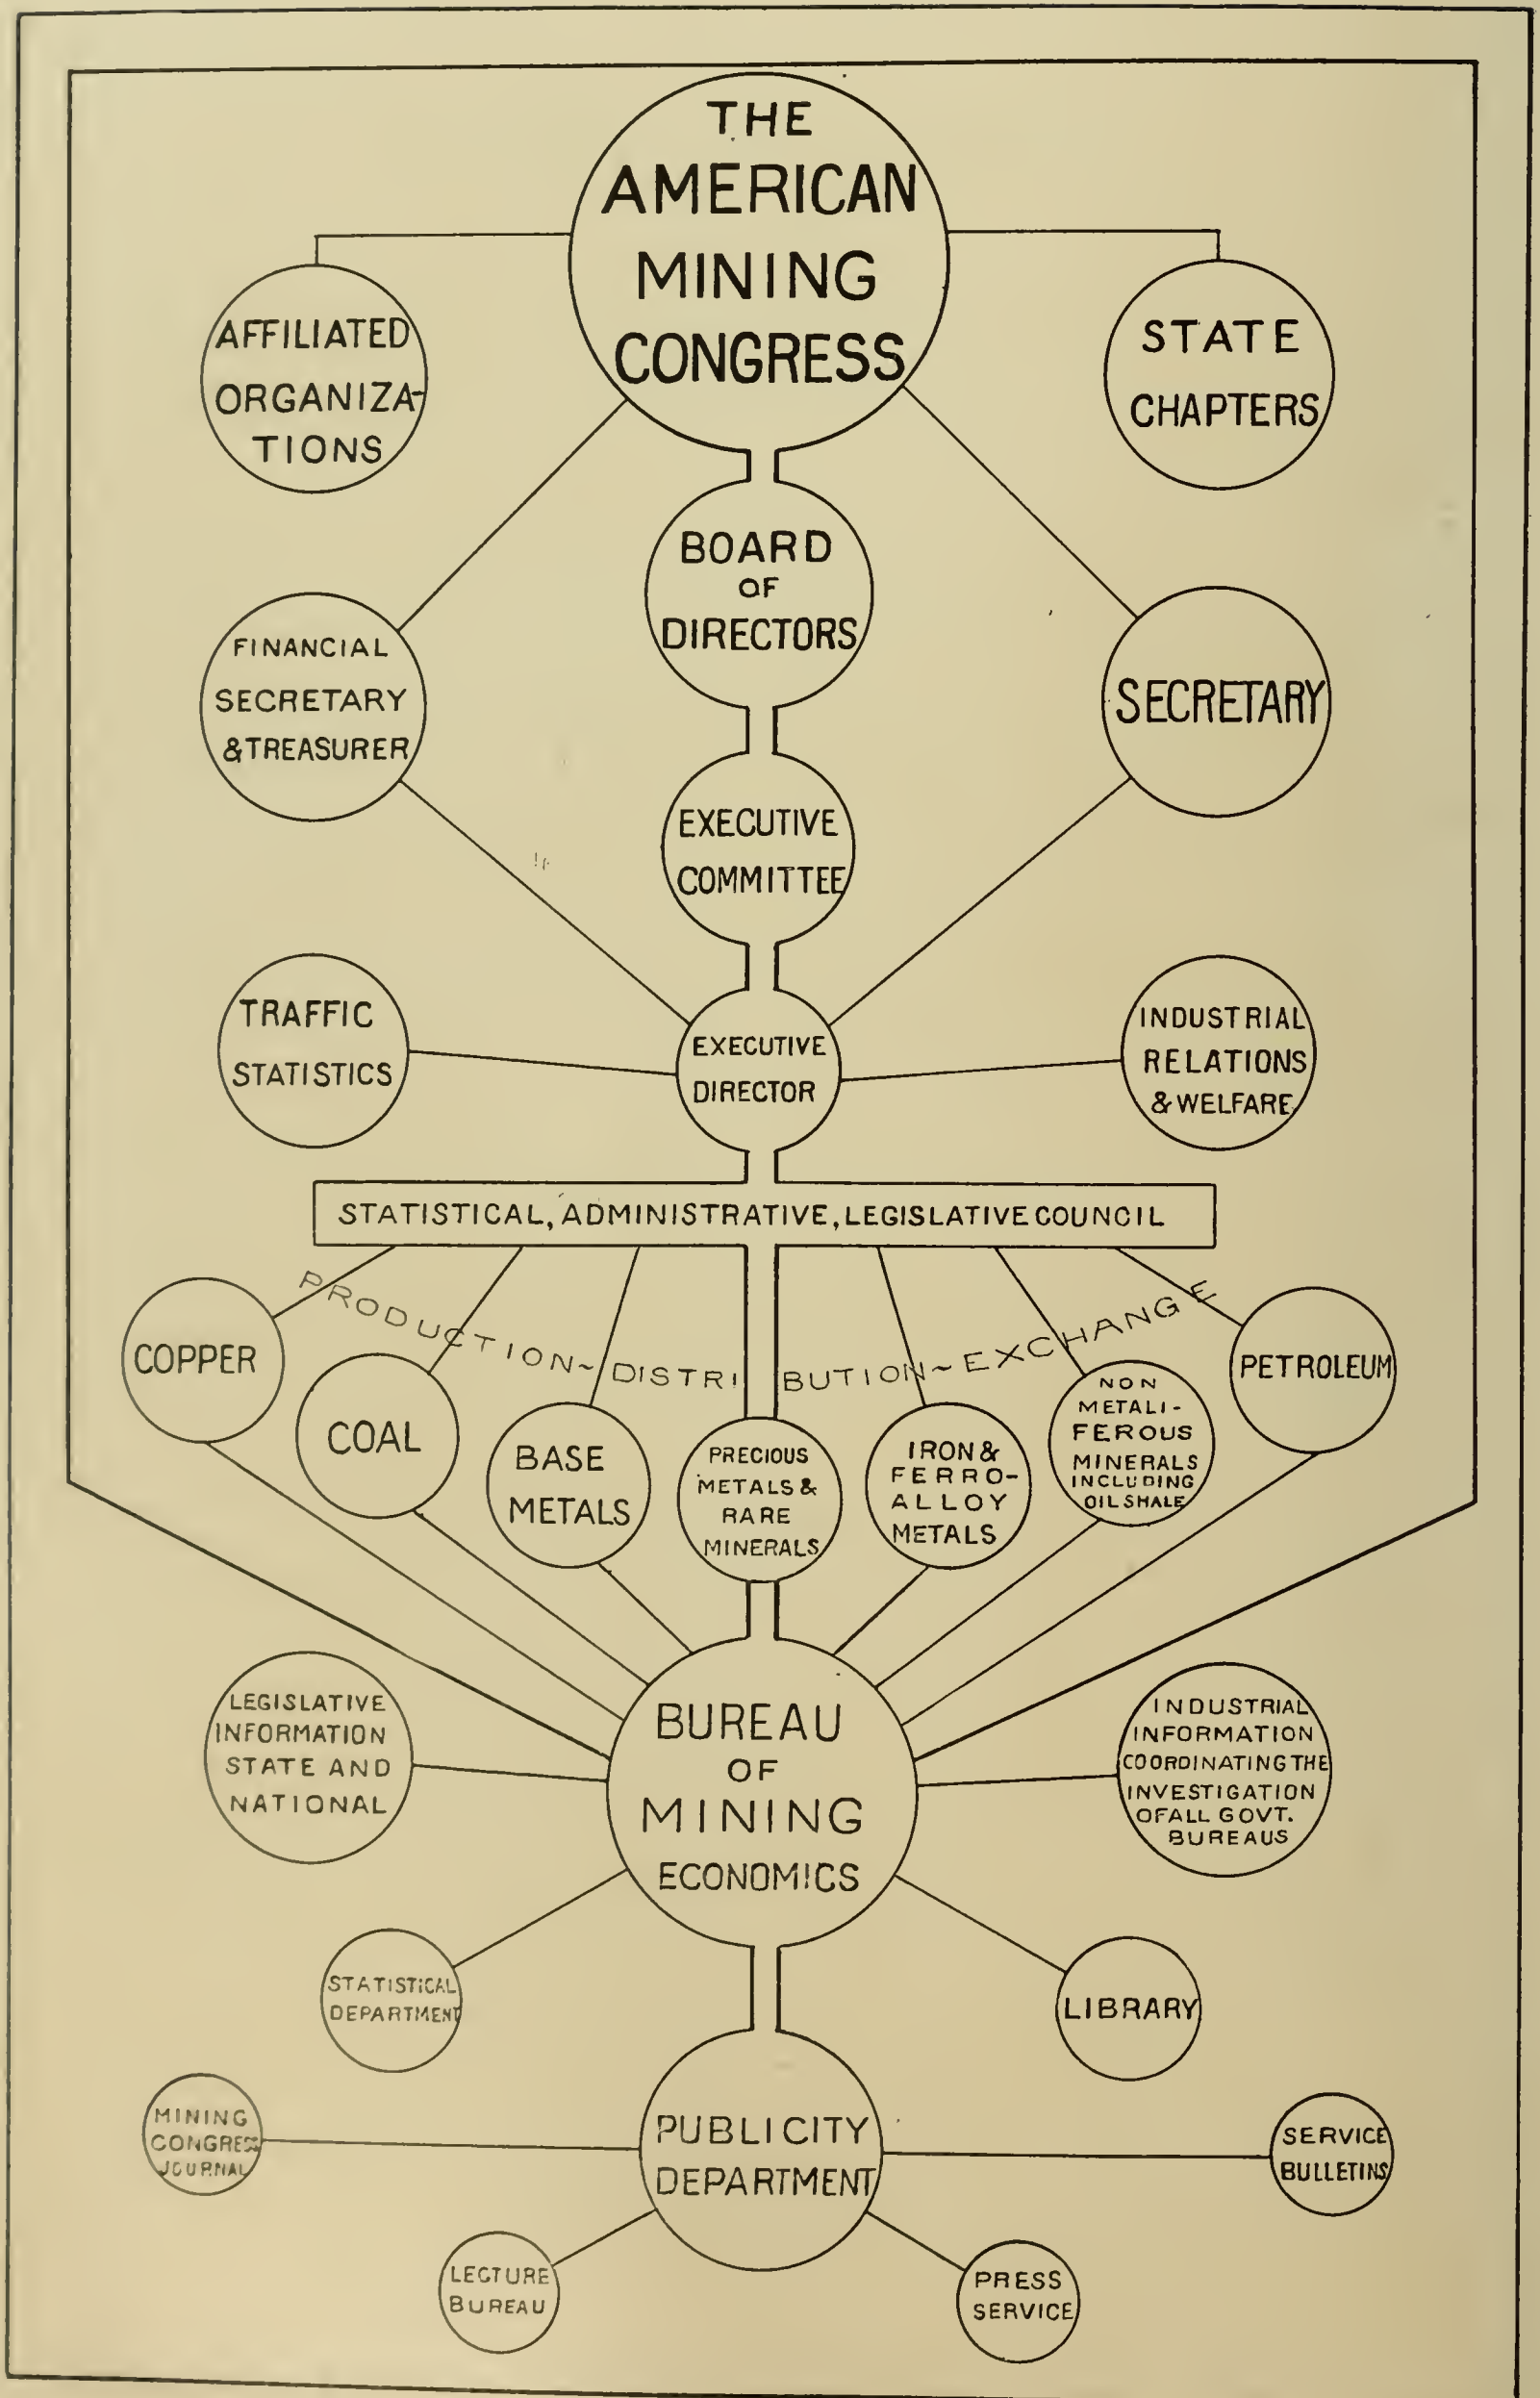 THE
AMERICAN
MINING
CONGRESS
AFFILIATED
ORGANIZA-
TIONS
STATE
CHAPTERS
BOARD
OF
DIRECTORS
FINANCIAL
SECRETARY
&TREASURER
SECRETARY
EXECUTIVE
COMMITTEE
TRAFFIC
STATISTICS
EXECUTIVE
DIRECTOR
INDUSTRIAL
RELATIONS
& WELFARE
STATISTICAL, ADMINISTRATIVE, LEGISLATIVE COUNCIL
PRODUCTION~DISTRIBUTION~EXCHANGE
COPPER
COAL
BASE
METALS
PRECIOUS
METALS &
RARE
MINERALS
IRON &
FERRO-
ALLOY
METALS
NON
METALI-
FEROUS
MINERALS
INCLUDING
OIL SHALE
PETROLEUM
BUREAU
OF
MINING
ECONOMICS
LEGISLATIVE
INFORMATION
STATE AND
NATIONAL
INDUSTRIAL
INFORMATION
COORDINATING THE
INVESTIGATION
OF ALL GOVT.
BUREAUS
STATISTICAL
DEPARTMENT
LIBRARY
PUBLICITY
DEPARTMENT
MINING
CONGRESS
JOURNAL
SERVICE
BULLETINS
LECTURE
BUREAU
PRESS
SERVICE